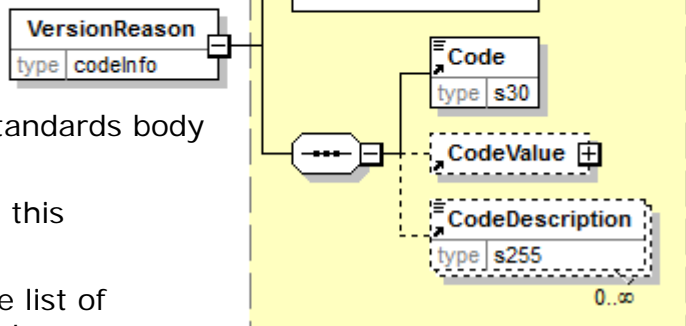 VersionReason
type codeInfo
tandards body
this
e list of
Code
type s30
CodeValue
CodeDescription
type s255
0..∞